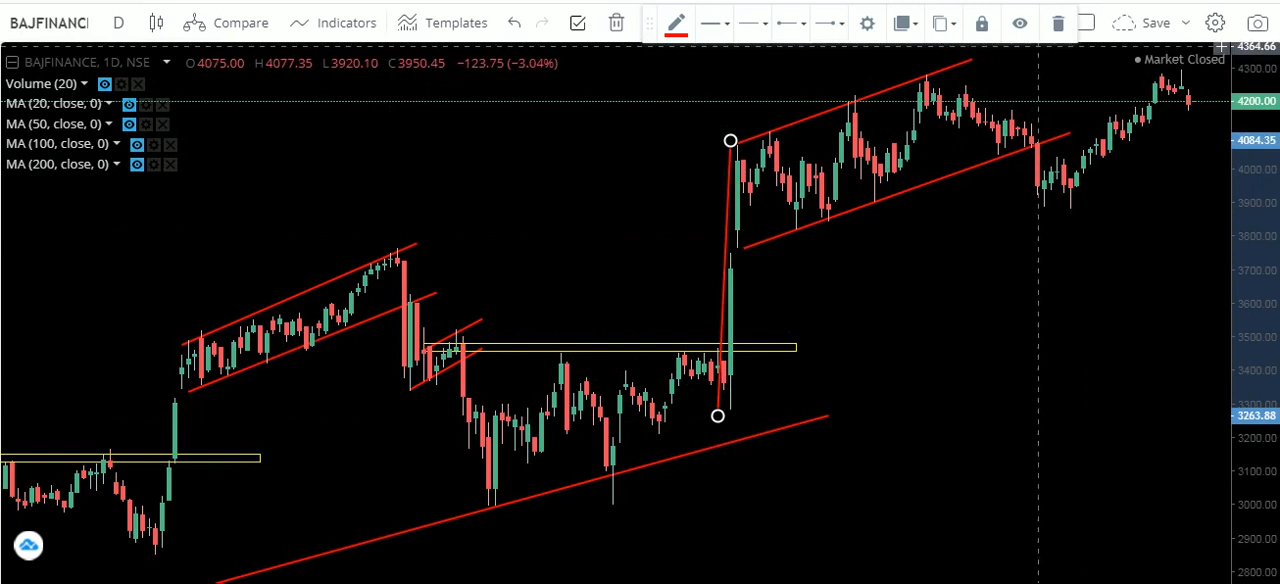 BAJFINANCI D Compare Indicators Templates Save
BAJFINANCE, 1D, NSE O 4075.00 H 4077.35 L 3920.10 C 3950.45 −123.75 (−3.04%)
Volume (20)
MA (20, close, 0)
MA (50, close, 0)
MA (100, close, 0)
MA (200, close, 0)
Market Closed
4364.66
4300.00
4200.00
4084.35
4000.00
3900.00
3800.00
3700.00
3600.00
3500.00
3400.00
3300.00
3263.88
3200.00
3100.00
3000.00
2900.00
2800.00